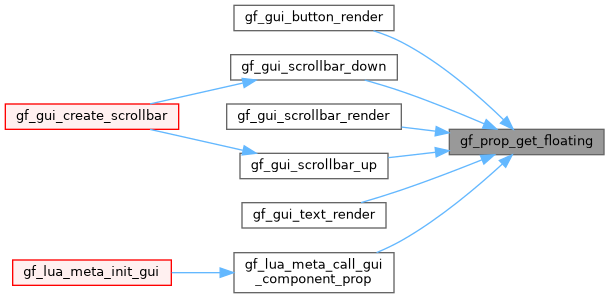 gf_gui_button_render
gf_gui_scrollbar_down
gf_gui_create_scrollbar
gf_gui_scrollbar_render
gf_prop_get_floating
gf_gui_scrollbar_up
gf_gui_text_render
gf_lua_meta_init_gui
gf_lua_meta_call_gui
_component_prop